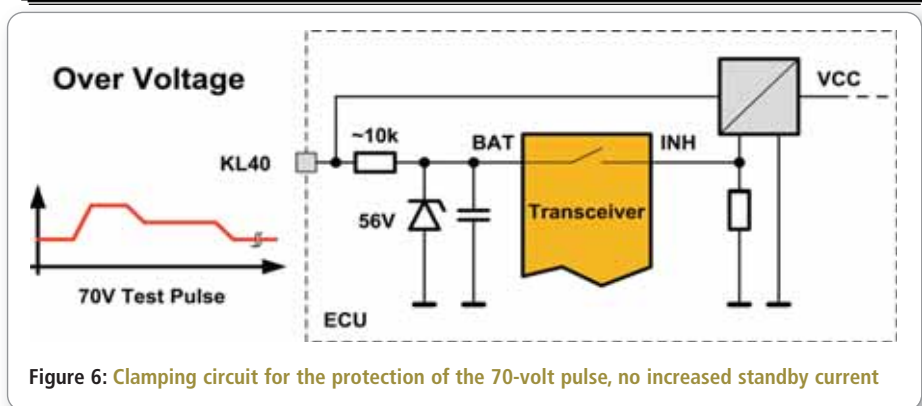 Over Voltage
VCC
~10k
BAT
INH
KL40
56V
Transceiver
70V Test Pulse
ECU
Figure 6: Clamping circuit for the protection of the 70-volt pulse, no increased standby current